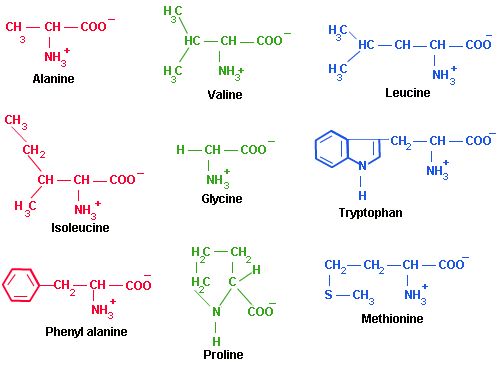 CH3 CH COO−
NH3+
Alanine
H3C
HC CH COO−
H3C NH3+
Valine
H3C
HC CH2 CH COO−
H3C NH3+
Leucine
CH3
CH2
HC CH COO−
H3C NH3+
Isoleucine
H CH COO−
NH3+
Glycine
CH2 CH COO−
N NH3+
H
Tryptophan
CH2 CH COO−
NH3+
Phenyl alanine
H2C CH2
H2C C H
N COO−
H
Proline
CH2 CH2 CH COO−
S CH3 NH3+
Methionine